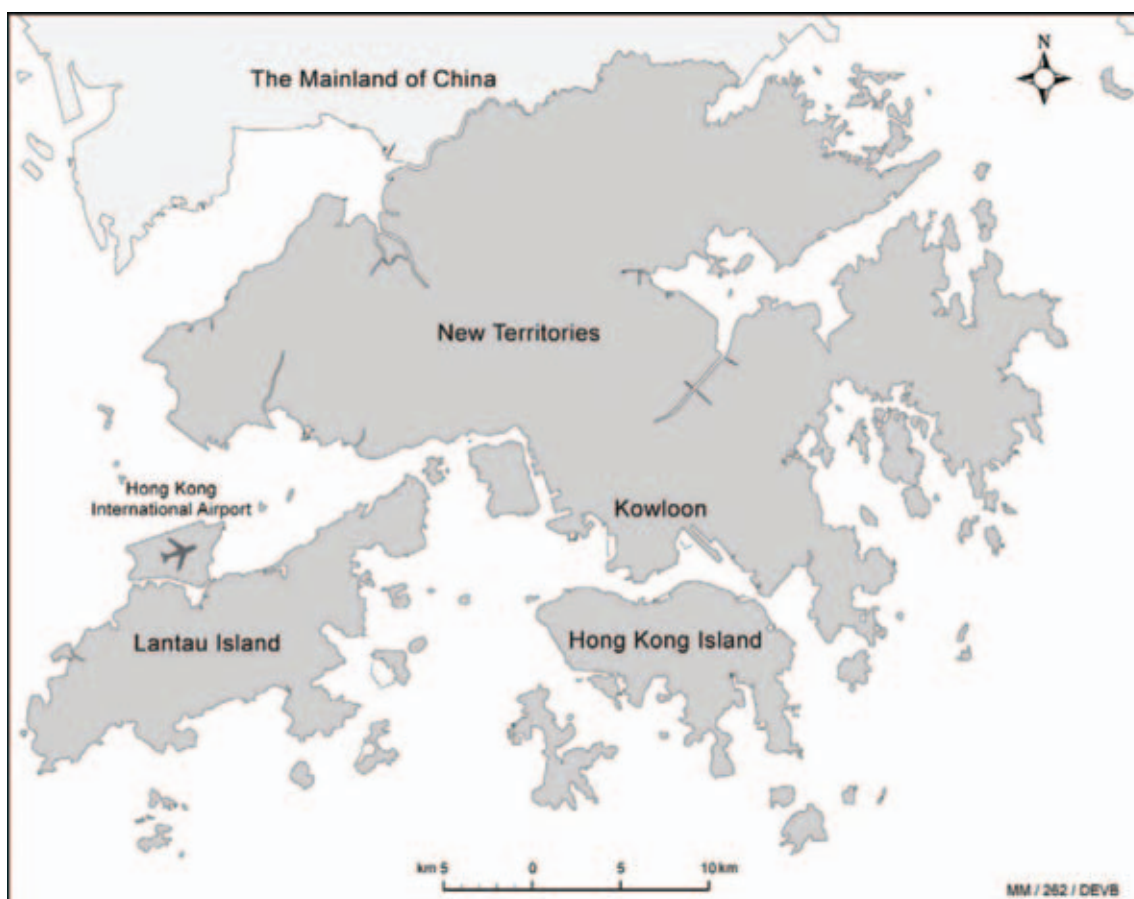 The Mainland of China
N
New Territories
Hong Kong
International Airport
Kowloon
Lantau Island
Hong Kong Island
km 5 0 5 10 km
MM / 262 / DEVB